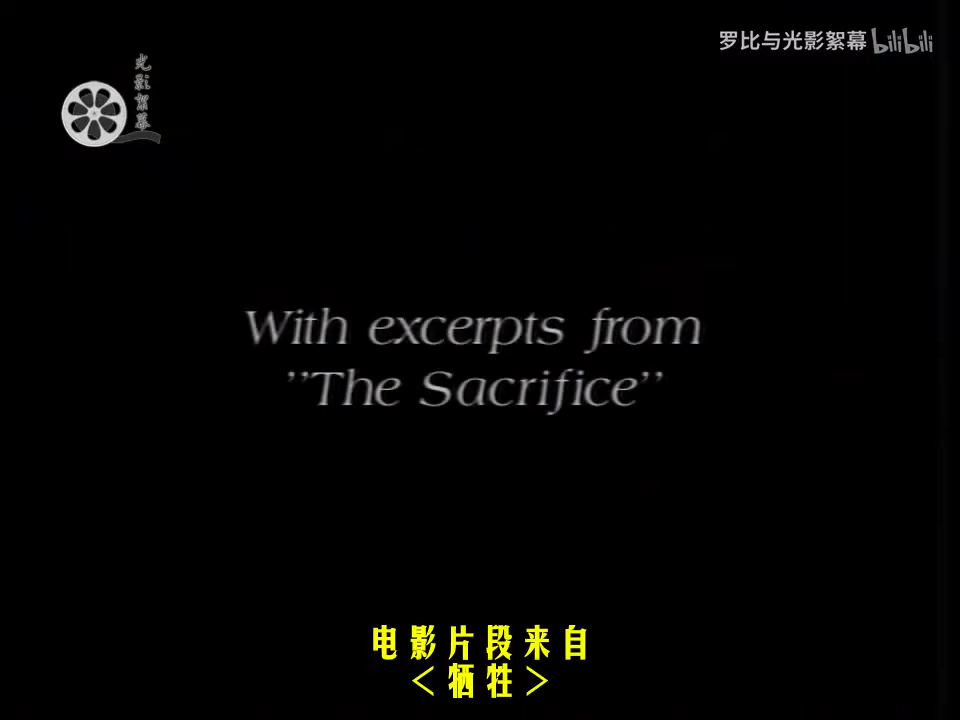 罗比与光影絮幕 bilibili
光影絮幕
With excerpts from
"The Sacrifice"
电影片段来自
<牺牲>